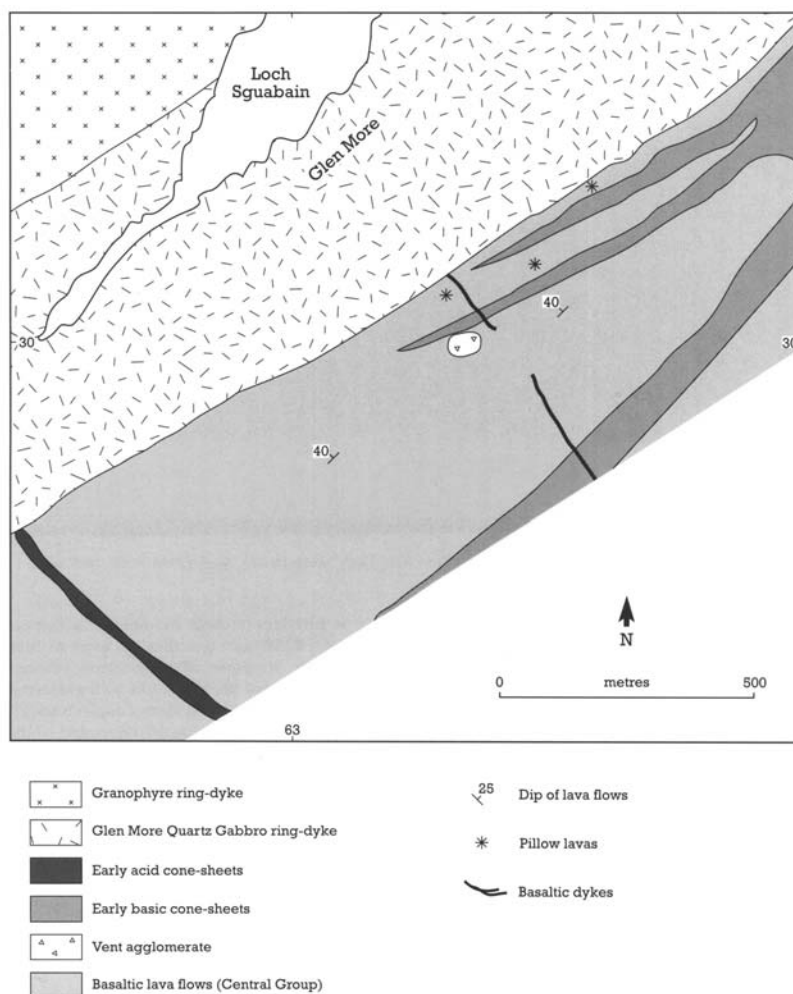 Loch
Sguabain
Glen More
30
40
30
40
N
0 metres 500
63
Granophyre ring-dyke
Glen More Quartz Gabbro ring-dyke
Early acid cone-sheets
Early basic cone-sheets
Vent agglomerate
Basaltic lava flows (Central Group)
25 Dip of lava flows
Pillow lavas
Basaltic dykes